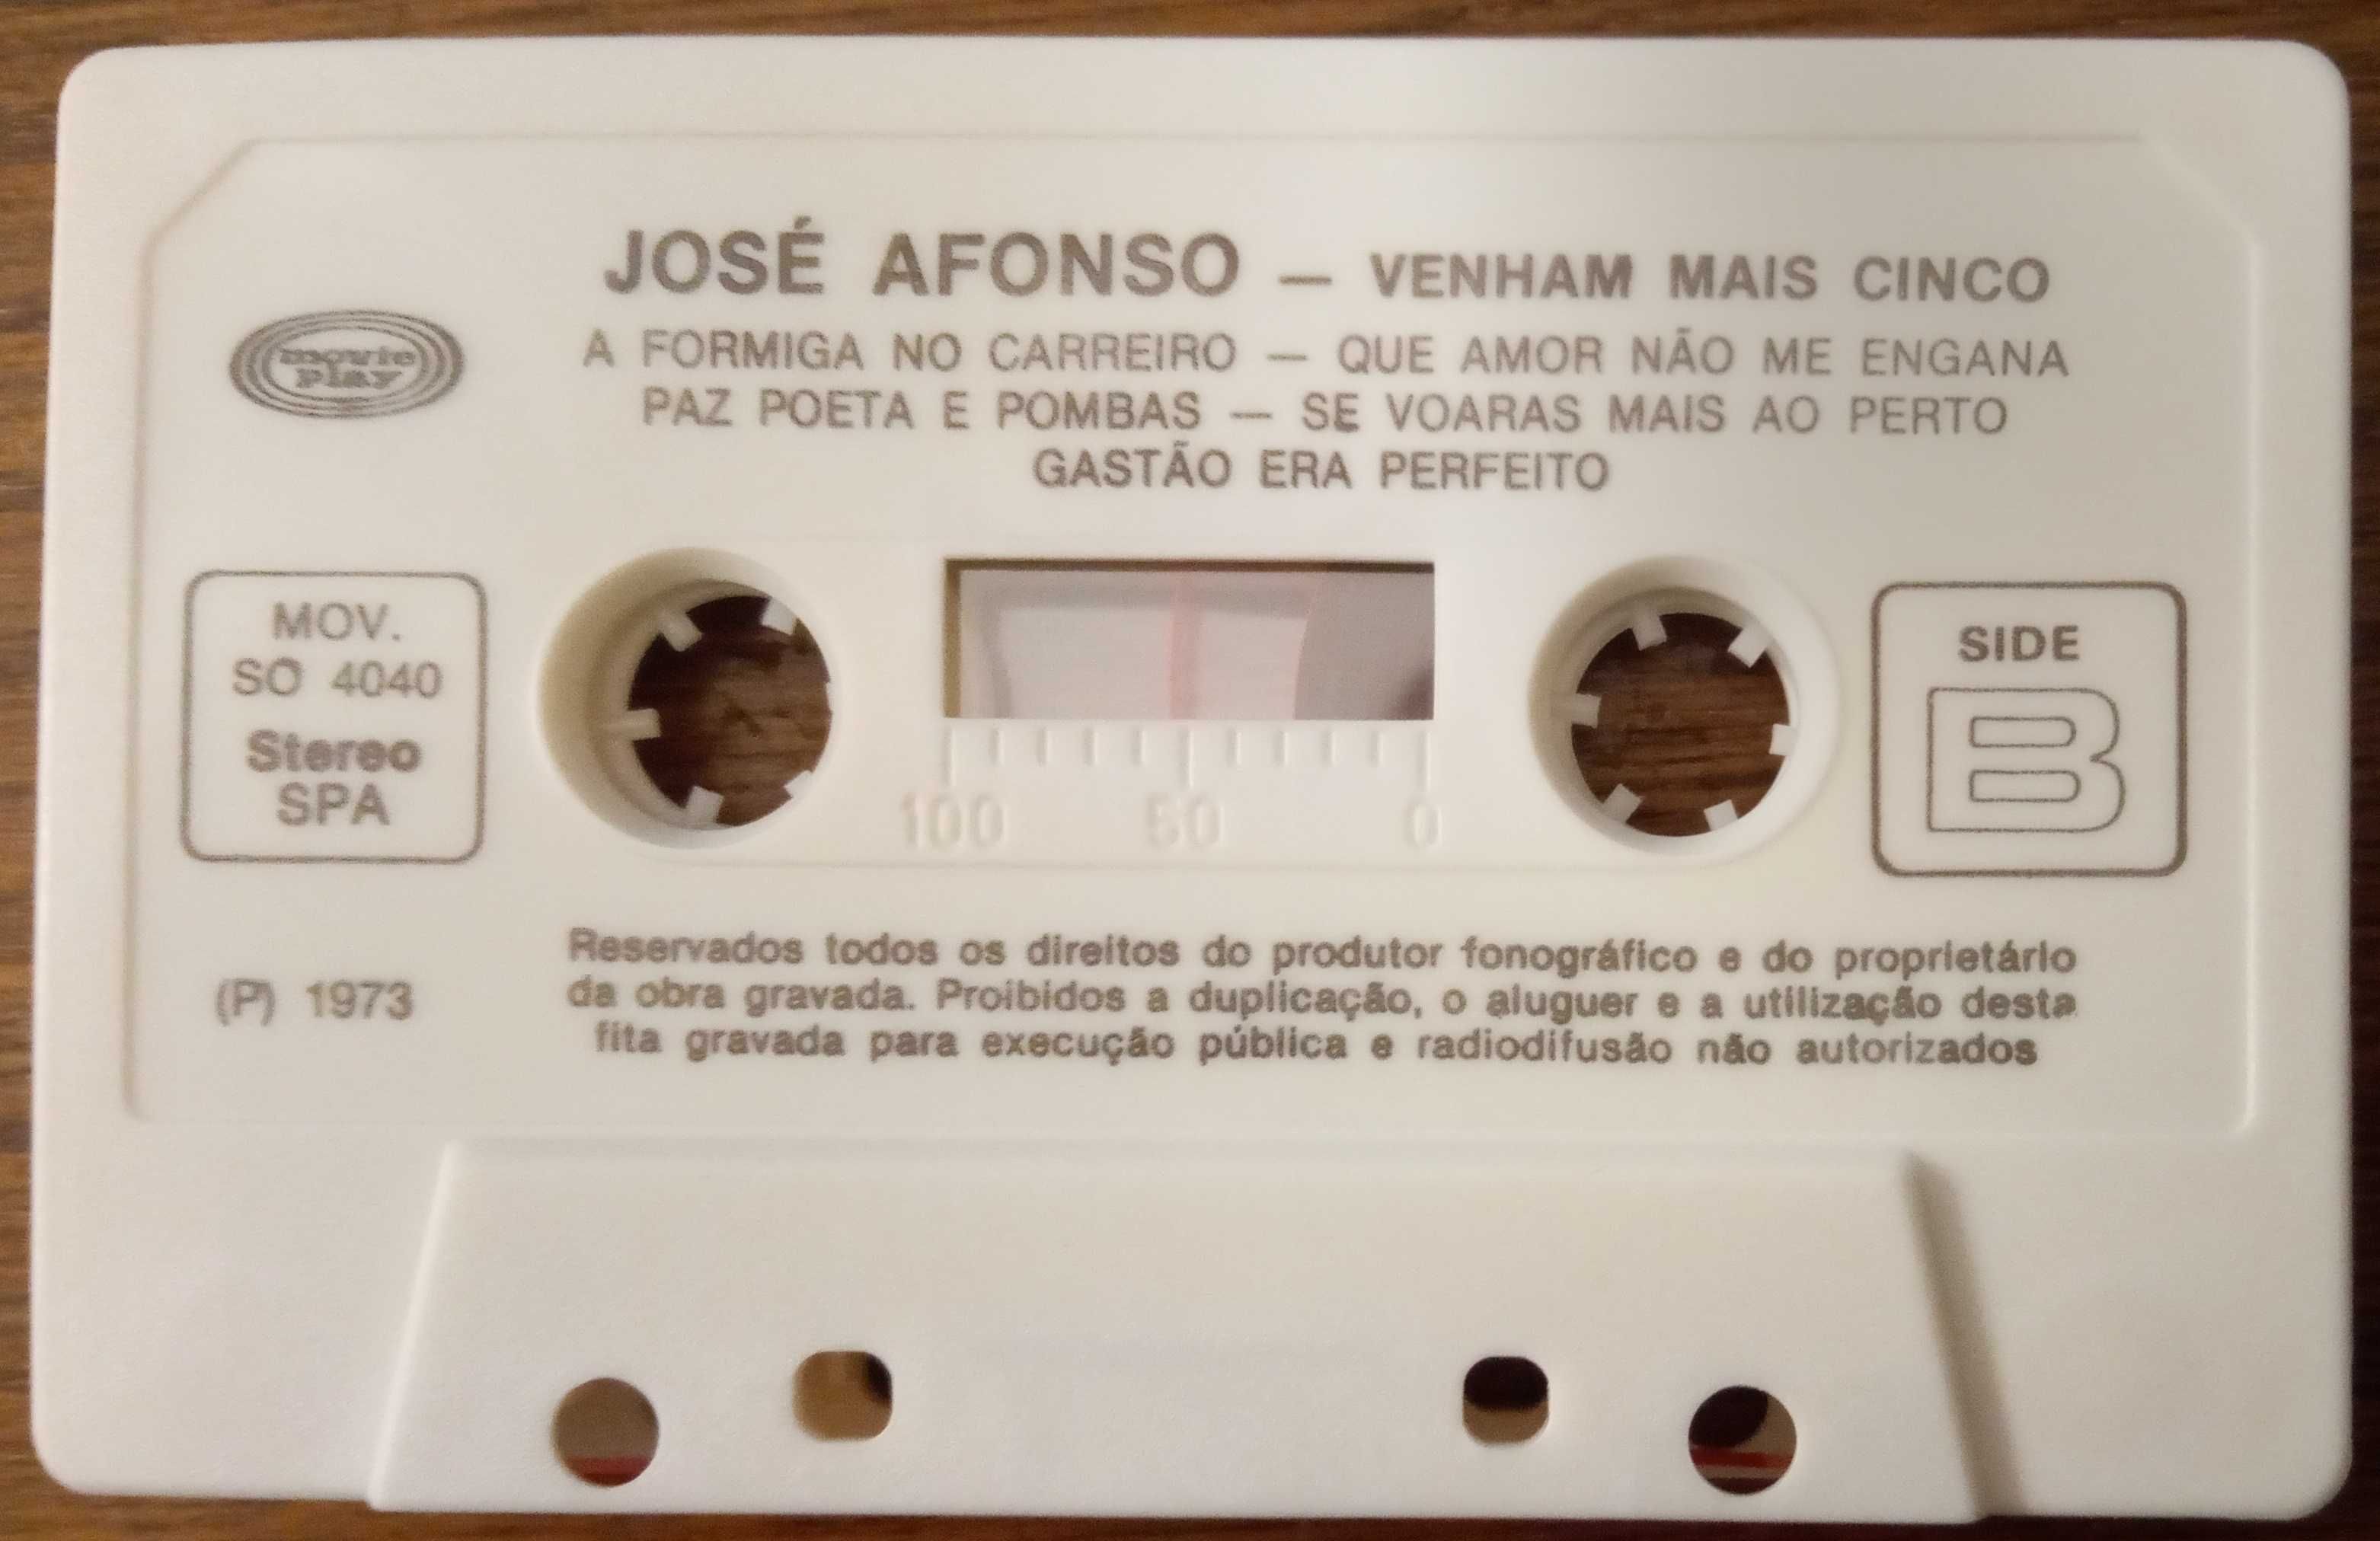 JOSÉ AFONSO — VENHAM MAIS CINCO
A FORMIGA NO CARREIRO — QUE AMOR NÃO ME ENGANA
PAZ POETA E POMBAS — SE VOARAS MAIS AO PERTO
GASTÃO ERA PERFEITO
movie
play
MOV.
SO 4040
Stereo
SPA
100 50 0
SIDE
B
(P) 1973
Reservados todos os direitos do produtor fonográfico e do proprietário
da obra gravada. Proibidos a duplicação, o aluguer e a utilização desta
fita gravada para execução pública e radiodifusão não autorizados